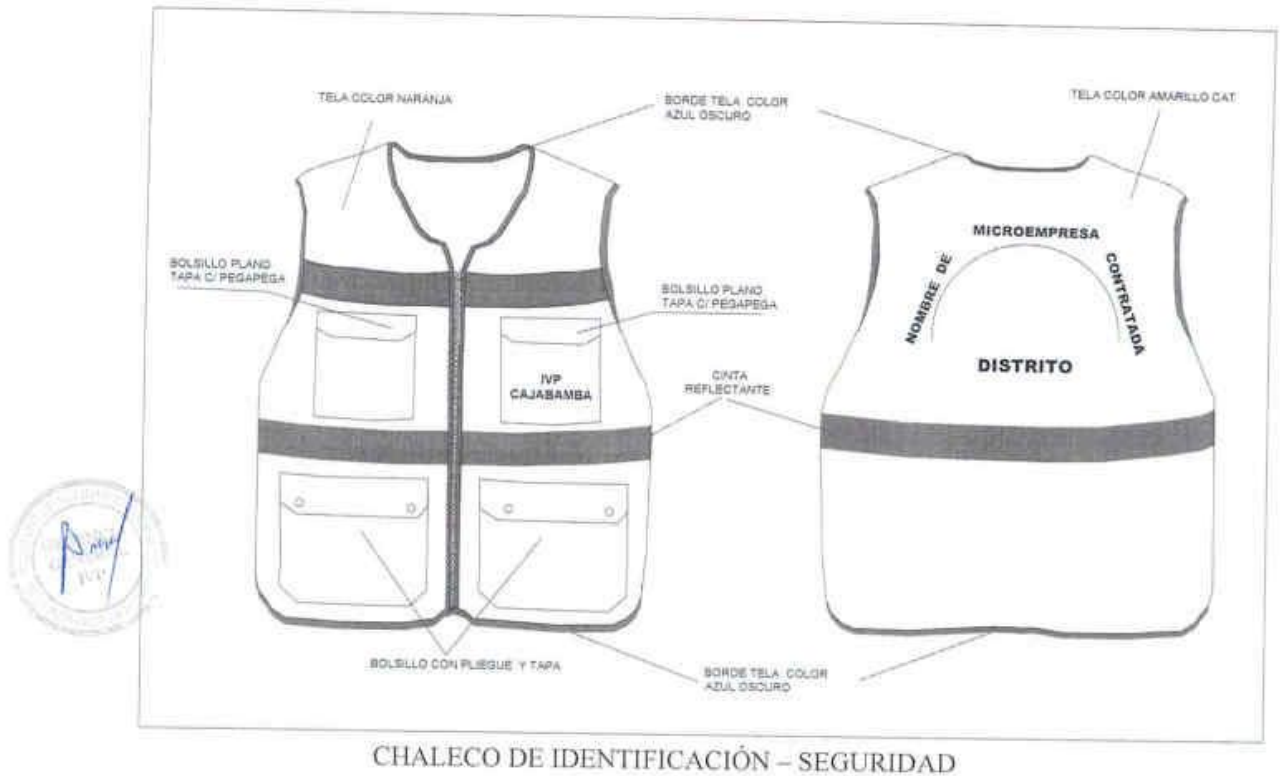 TELA COLOR NARANJA
BORDE TELA COLOR
AZUL OSCURO
TELA COLOR AMARILLO CAT
BOLSILLO PLANO
TAPA C/ PEGAPEGA
BOLSILLO PLANO
TAPA C/ PEGAPEGA
IVP
CAJABAMBA
NOMBRE DE MICROEMPRESA CONTRATADA
DISTRITO
CINTA
REFLECTANTE
BOLSILLO CON PLIEGUE Y TAPA
BORDE TELA COLOR
AZUL OSCURO
IVP
CHALECO DE IDENTIFICACIÓN – SEGURIDAD